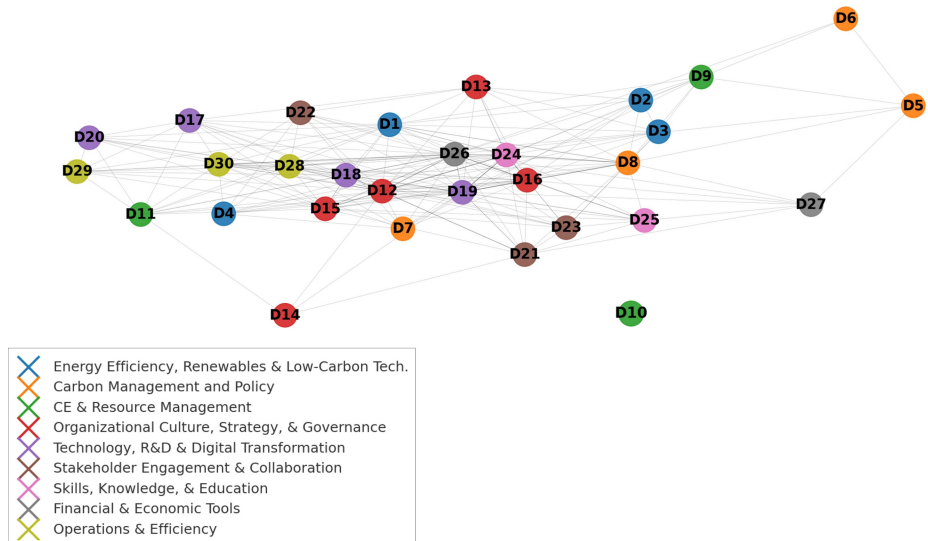 D6
D9
D13
D2
D5
D22
D17
D1
D3
D20
D26
D24
D8
D30
D28
D29
D18
D16
D12
D19
D27
D15
D11
D4
D25
D7
D23
D21
D14
D10
Energy Efficiency, Renewables & Low-Carbon Tech.
Carbon Management and Policy
CE & Resource Management
Organizational Culture, Strategy, & Governance
Technology, R&D & Digital Transformation
Stakeholder Engagement & Collaboration
Skills, Knowledge, & Education
Financial & Economic Tools
Operations & Efficiency